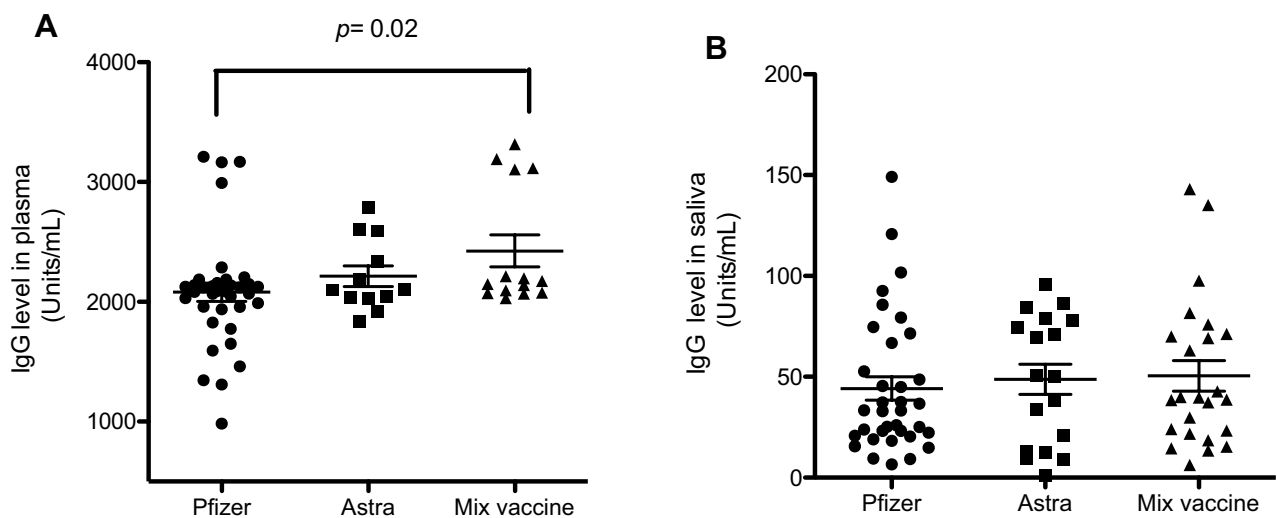 A
p= 0.02
4000
3000
2000
1000
IgG level in plasma
(Units/mL)
Pfizer
Astra
Mix vaccine
B
200
150
100
50
0
IgG level in saliva
(Units/mL)
Pfizer
Astra
Mix vaccine